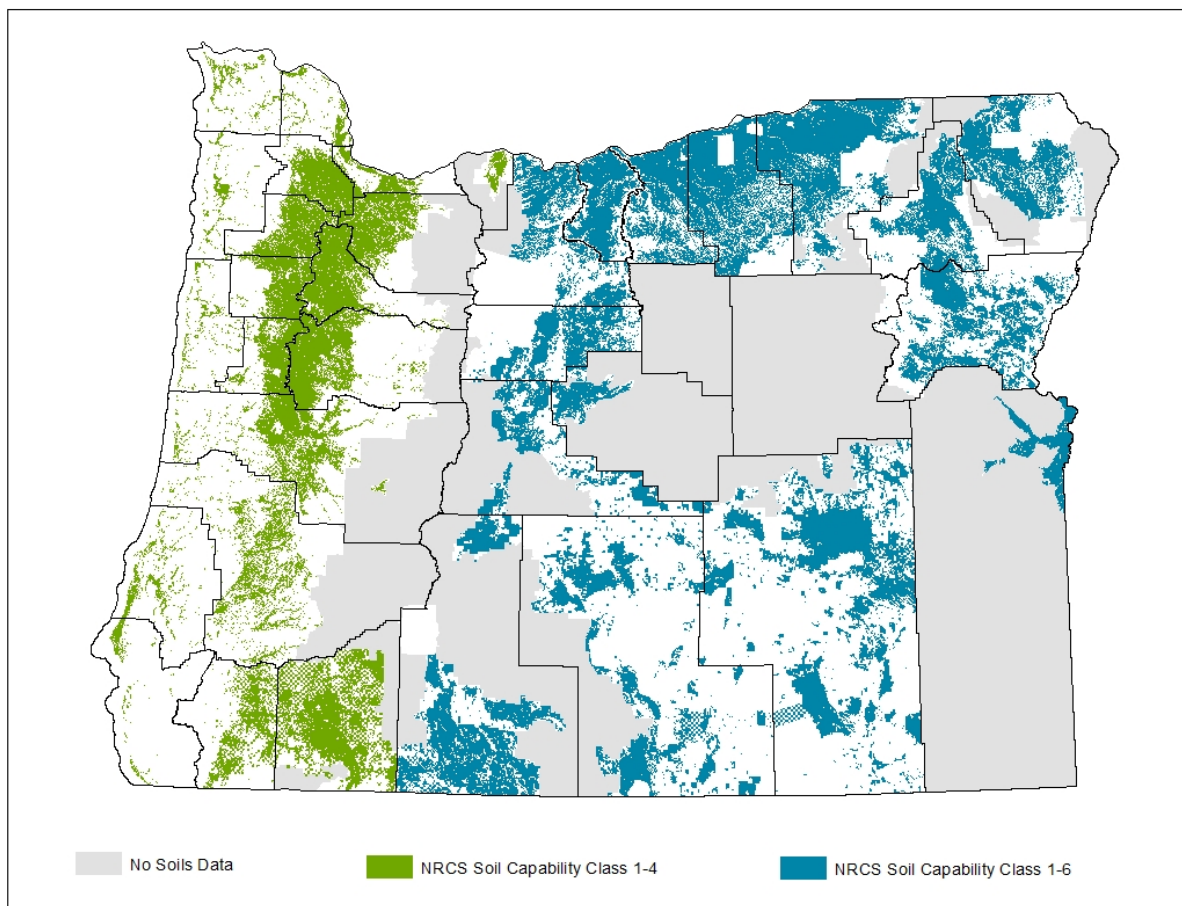 No Soils Data
NRCS Soil Capability Class 1-4
NRCS Soil Capability Class 1-6